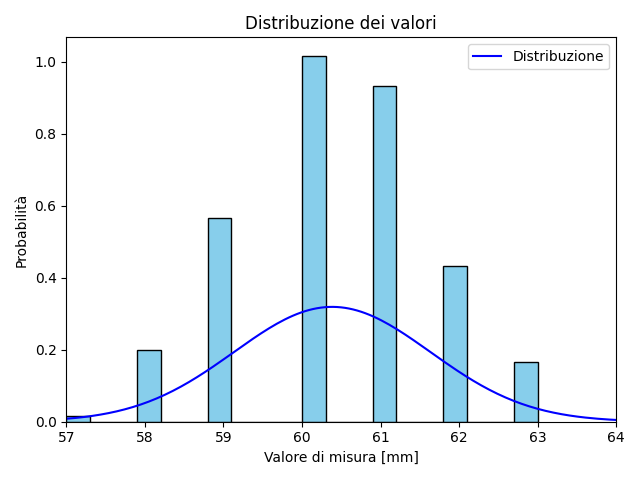 Distribuzione dei valori
Distribuzione
Probabilità
1.0
0.8
0.6
0.4
0.2
0.0
57 58 59 60 61 62 63 64
Valore di misura [mm]